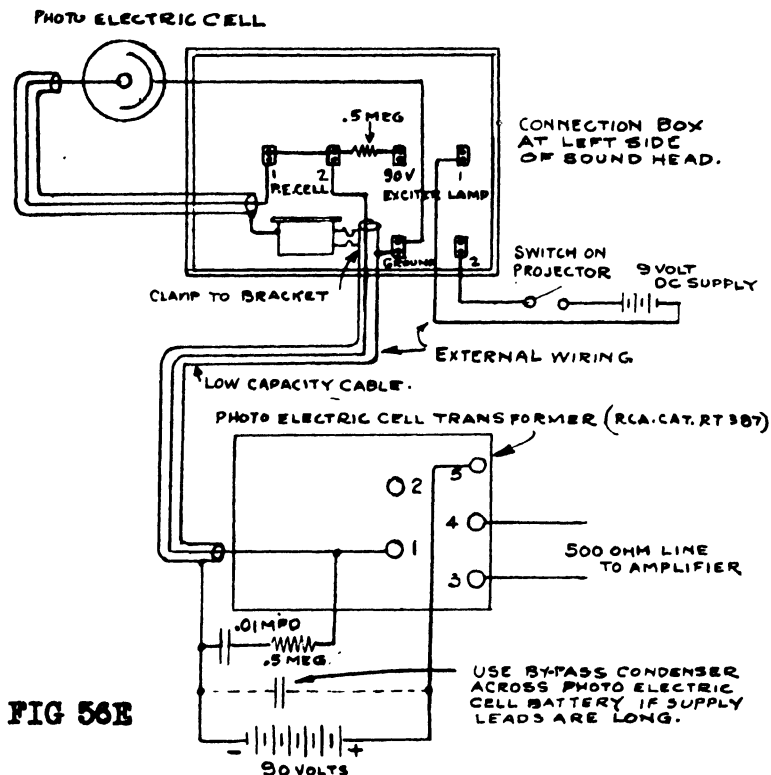 PHOTO ELECTRIC CELL
.5 MEG
1
2
90V
1
P.E.CELL
EXCITER LAMP
GROUND
2
CONNECTION BOX
AT LEFT SIDE
OF SOUND HEAD.
SWITCH ON
PROJECTOR
9 VOLT
DC SUPPLY
CLAMP TO BRACKET
EXTERNAL WIRING
LOW CAPACITY CABLE.
PHOTO ELECTRIC CELL TRANSFORMER (RCA.CAT. RT 387)
5
2
4
1
3
500 OHM LINE
TO AMPLIFIER
.01 MFD
.5 MEG.
USE BY-PASS CONDENSER
ACROSS PHOTO ELECTRIC
CELL BATTERY IF SUPPLY
LEADS ARE LONG.
FIG 56E
- +
90 VOLTS